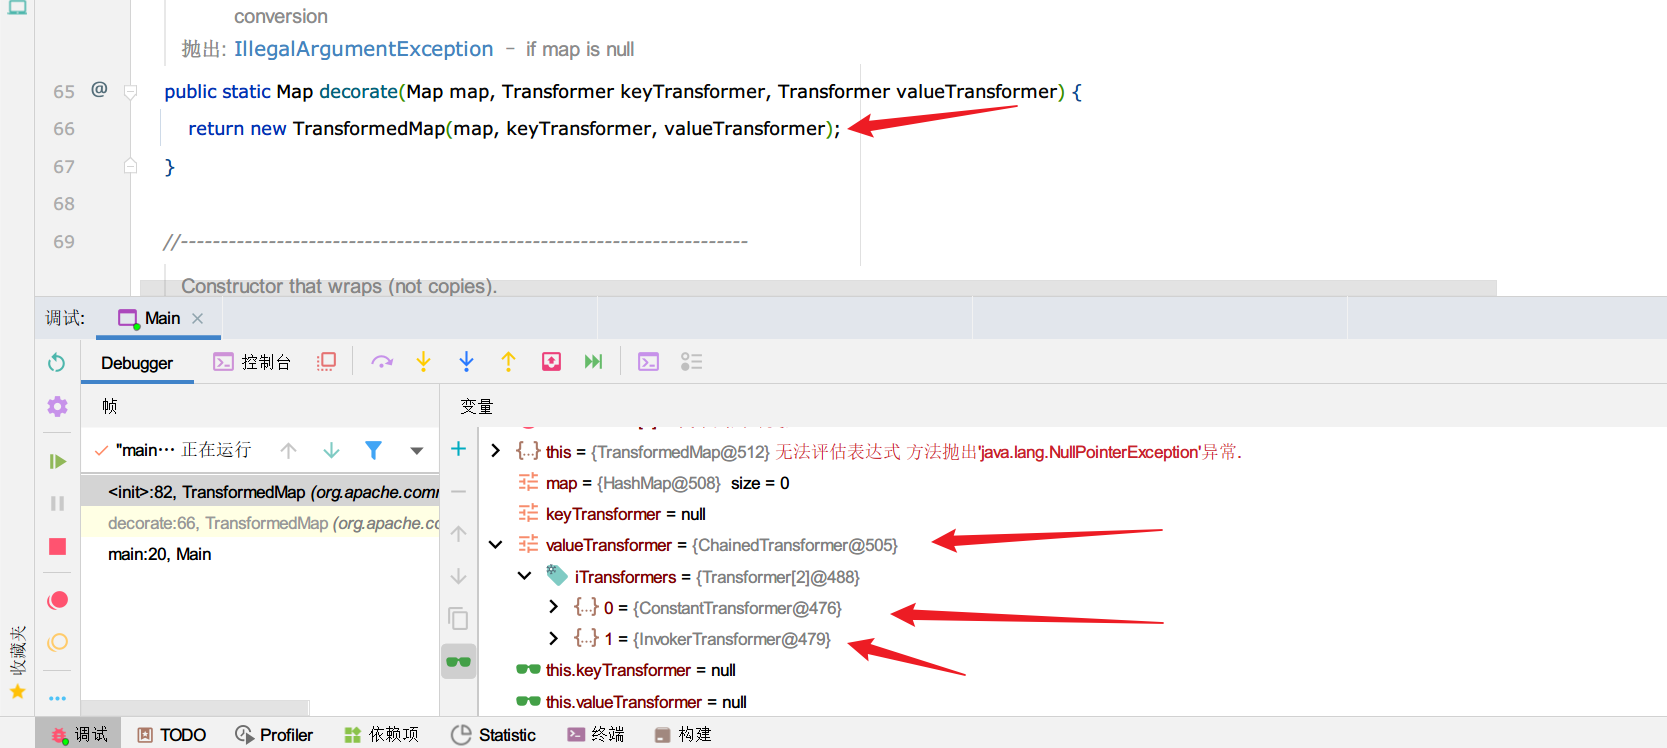 conversion
抛出: IllegalArgumentException – if map is null
65 @ public static Map decorate(Map map, Transformer keyTransformer, Transformer valueTransformer) {
66 return new TransformedMap(map, keyTransformer, valueTransformer);
67 }
68
69 //-----------------------------------------------------------------------
Constructor that wraps (not copies).
调试: Main ×
Debugger 控制台
帧
变量
"main··· 正在运行
<init>:82, TransformedMap (org.apache.comm
decorate:66, TransformedMap (org.apache.co
main:20, Main
this = {TransformedMap@512} 无法评估表达式 方法抛出'java.lang.NullPointerException'异常.
map = {HashMap@508} size = 0
keyTransformer = null
valueTransformer = {ChainedTransformer@505}
iTransformers = {Transformer[2]@488}
{...} 0 = {ConstantTransformer@476}
{...} 1 = {InvokerTransformer@479}
this.keyTransformer = null
this.valueTransformer = null
收藏夹
调试 TODO Profiler 依赖项 Statistic 终端 构建